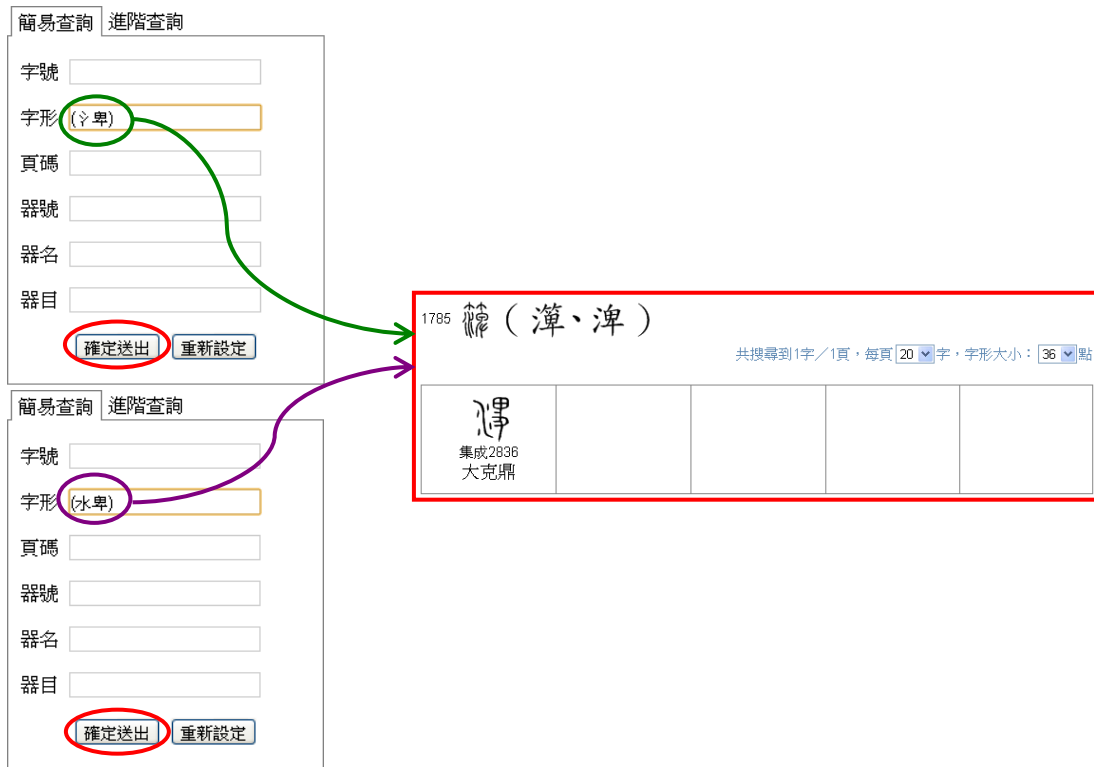 簡易查詢 進階查詢
字號
字形 (氵卑)
頁碼
器號
器名
器目
確定送出 重新設定
簡易查詢 進階查詢
字號
字形 (水卑)
頁碼
器號
器名
器目
確定送出 重新設定
1785 (
、渒)
共搜尋到1字／1頁，每頁 20 字，字形大小： 36 點
集成2836
大克鼎